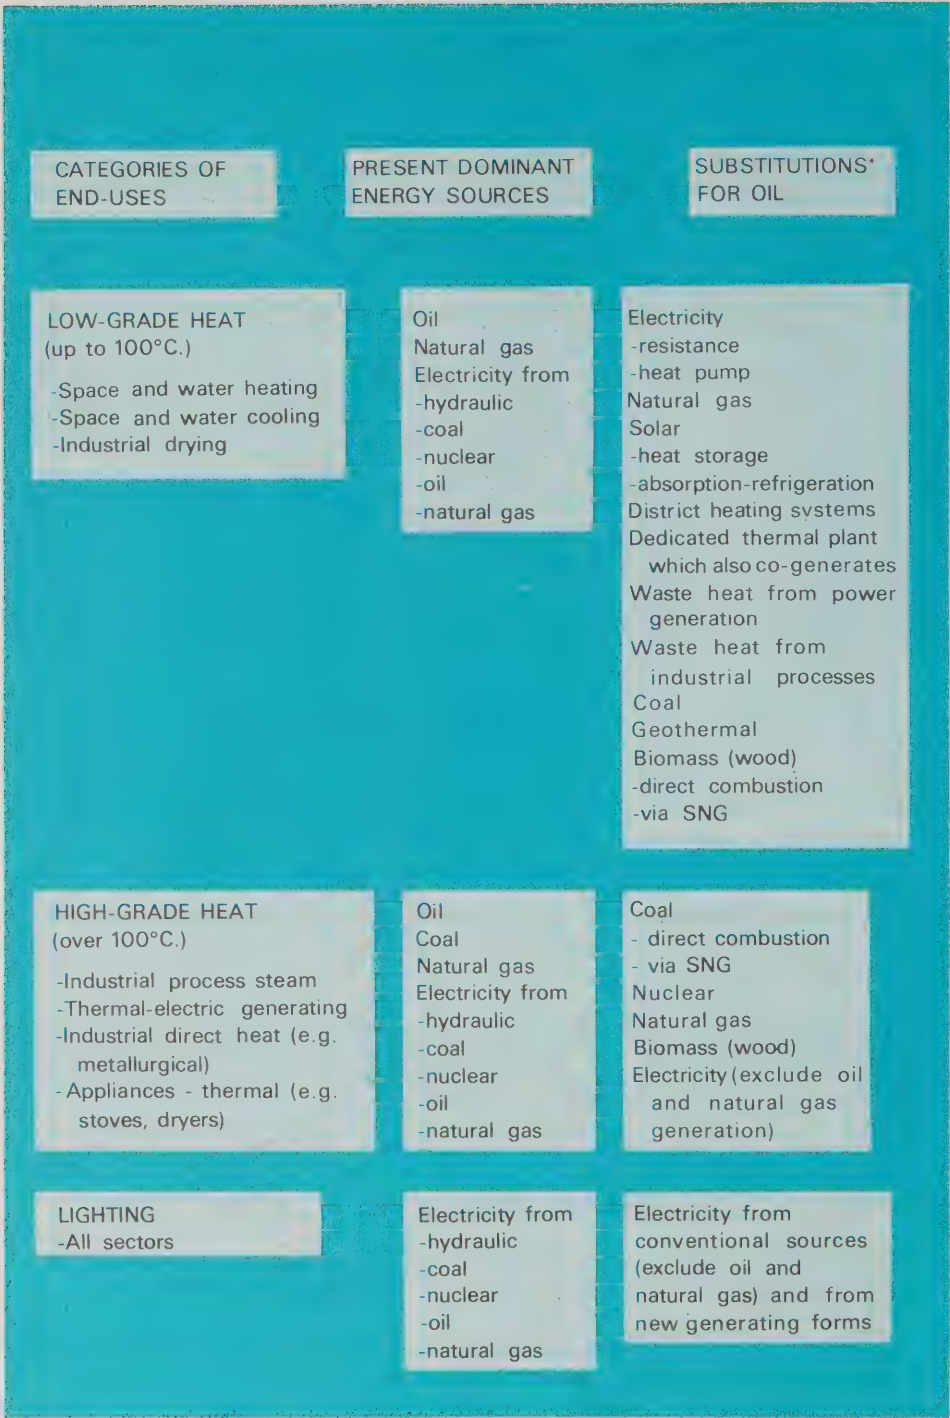 CATEGORIES OF
END-USES
PRESENT DOMINANT
ENERGY SOURCES
SUBSTITUTIONS*
FOR OIL
LOW-GRADE HEAT
(up to 100°C.)
-Space and water heating
-Space and water cooling
-Industrial drying
Oil
Natural gas
Electricity from
-hydraulic
-coal
-nuclear
-oil
-natural gas
Electricity
-resistance
-heat pump
Natural gas
Solar
-heat storage
-absorption-refrigeration
District heating systems
Dedicated thermal plant
which also co-generates
Waste heat from power
generation
Waste heat from
industrial processes
Coal
Geothermal
Biomass (wood)
-direct combustion
-via SNG
HIGH-GRADE HEAT
(over 100°C.)
-Industrial process steam
-Thermal-electric generating
-Industrial direct heat (e.g.
metallurgical)
-Appliances - thermal (e.g.
stoves, dryers)
Oil
Coal
Natural gas
Electricity from
-hydraulic
-coal
-nuclear
-oil
-natural gas
Coal
- direct combustion
- via SNG
Nuclear
Natural gas
Biomass (wood)
Electricity (exclude oil
and natural gas
generation)
LIGHTING
-All sectors
Electricity from
-hydraulic
-coal
-nuclear
-oil
-natural gas
Electricity from
conventional sources
(exclude oil and
natural gas) and from
new generating forms